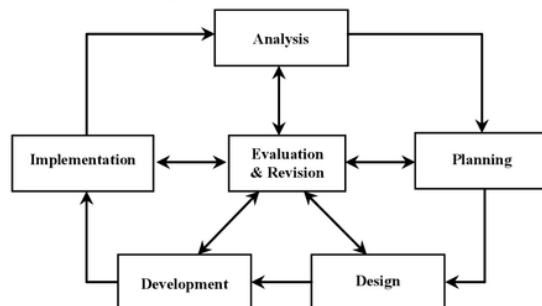 Analysis
Implementation
Evaluation
& Revision
Planning
Development
Design